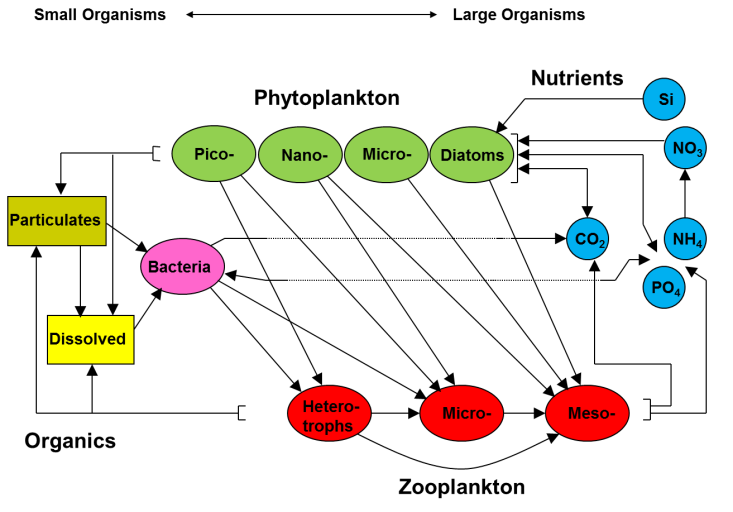 Small Organisms
Large Organisms
Nutrients
Phytoplankton
Si
Pico-
Nano-
Micro-
Diatoms
NO3
Particulates
Bacteria
CO2
NH4
PO4
Dissolved
Hetero-
trophs
Micro-
Meso-
Organics
Zooplankton